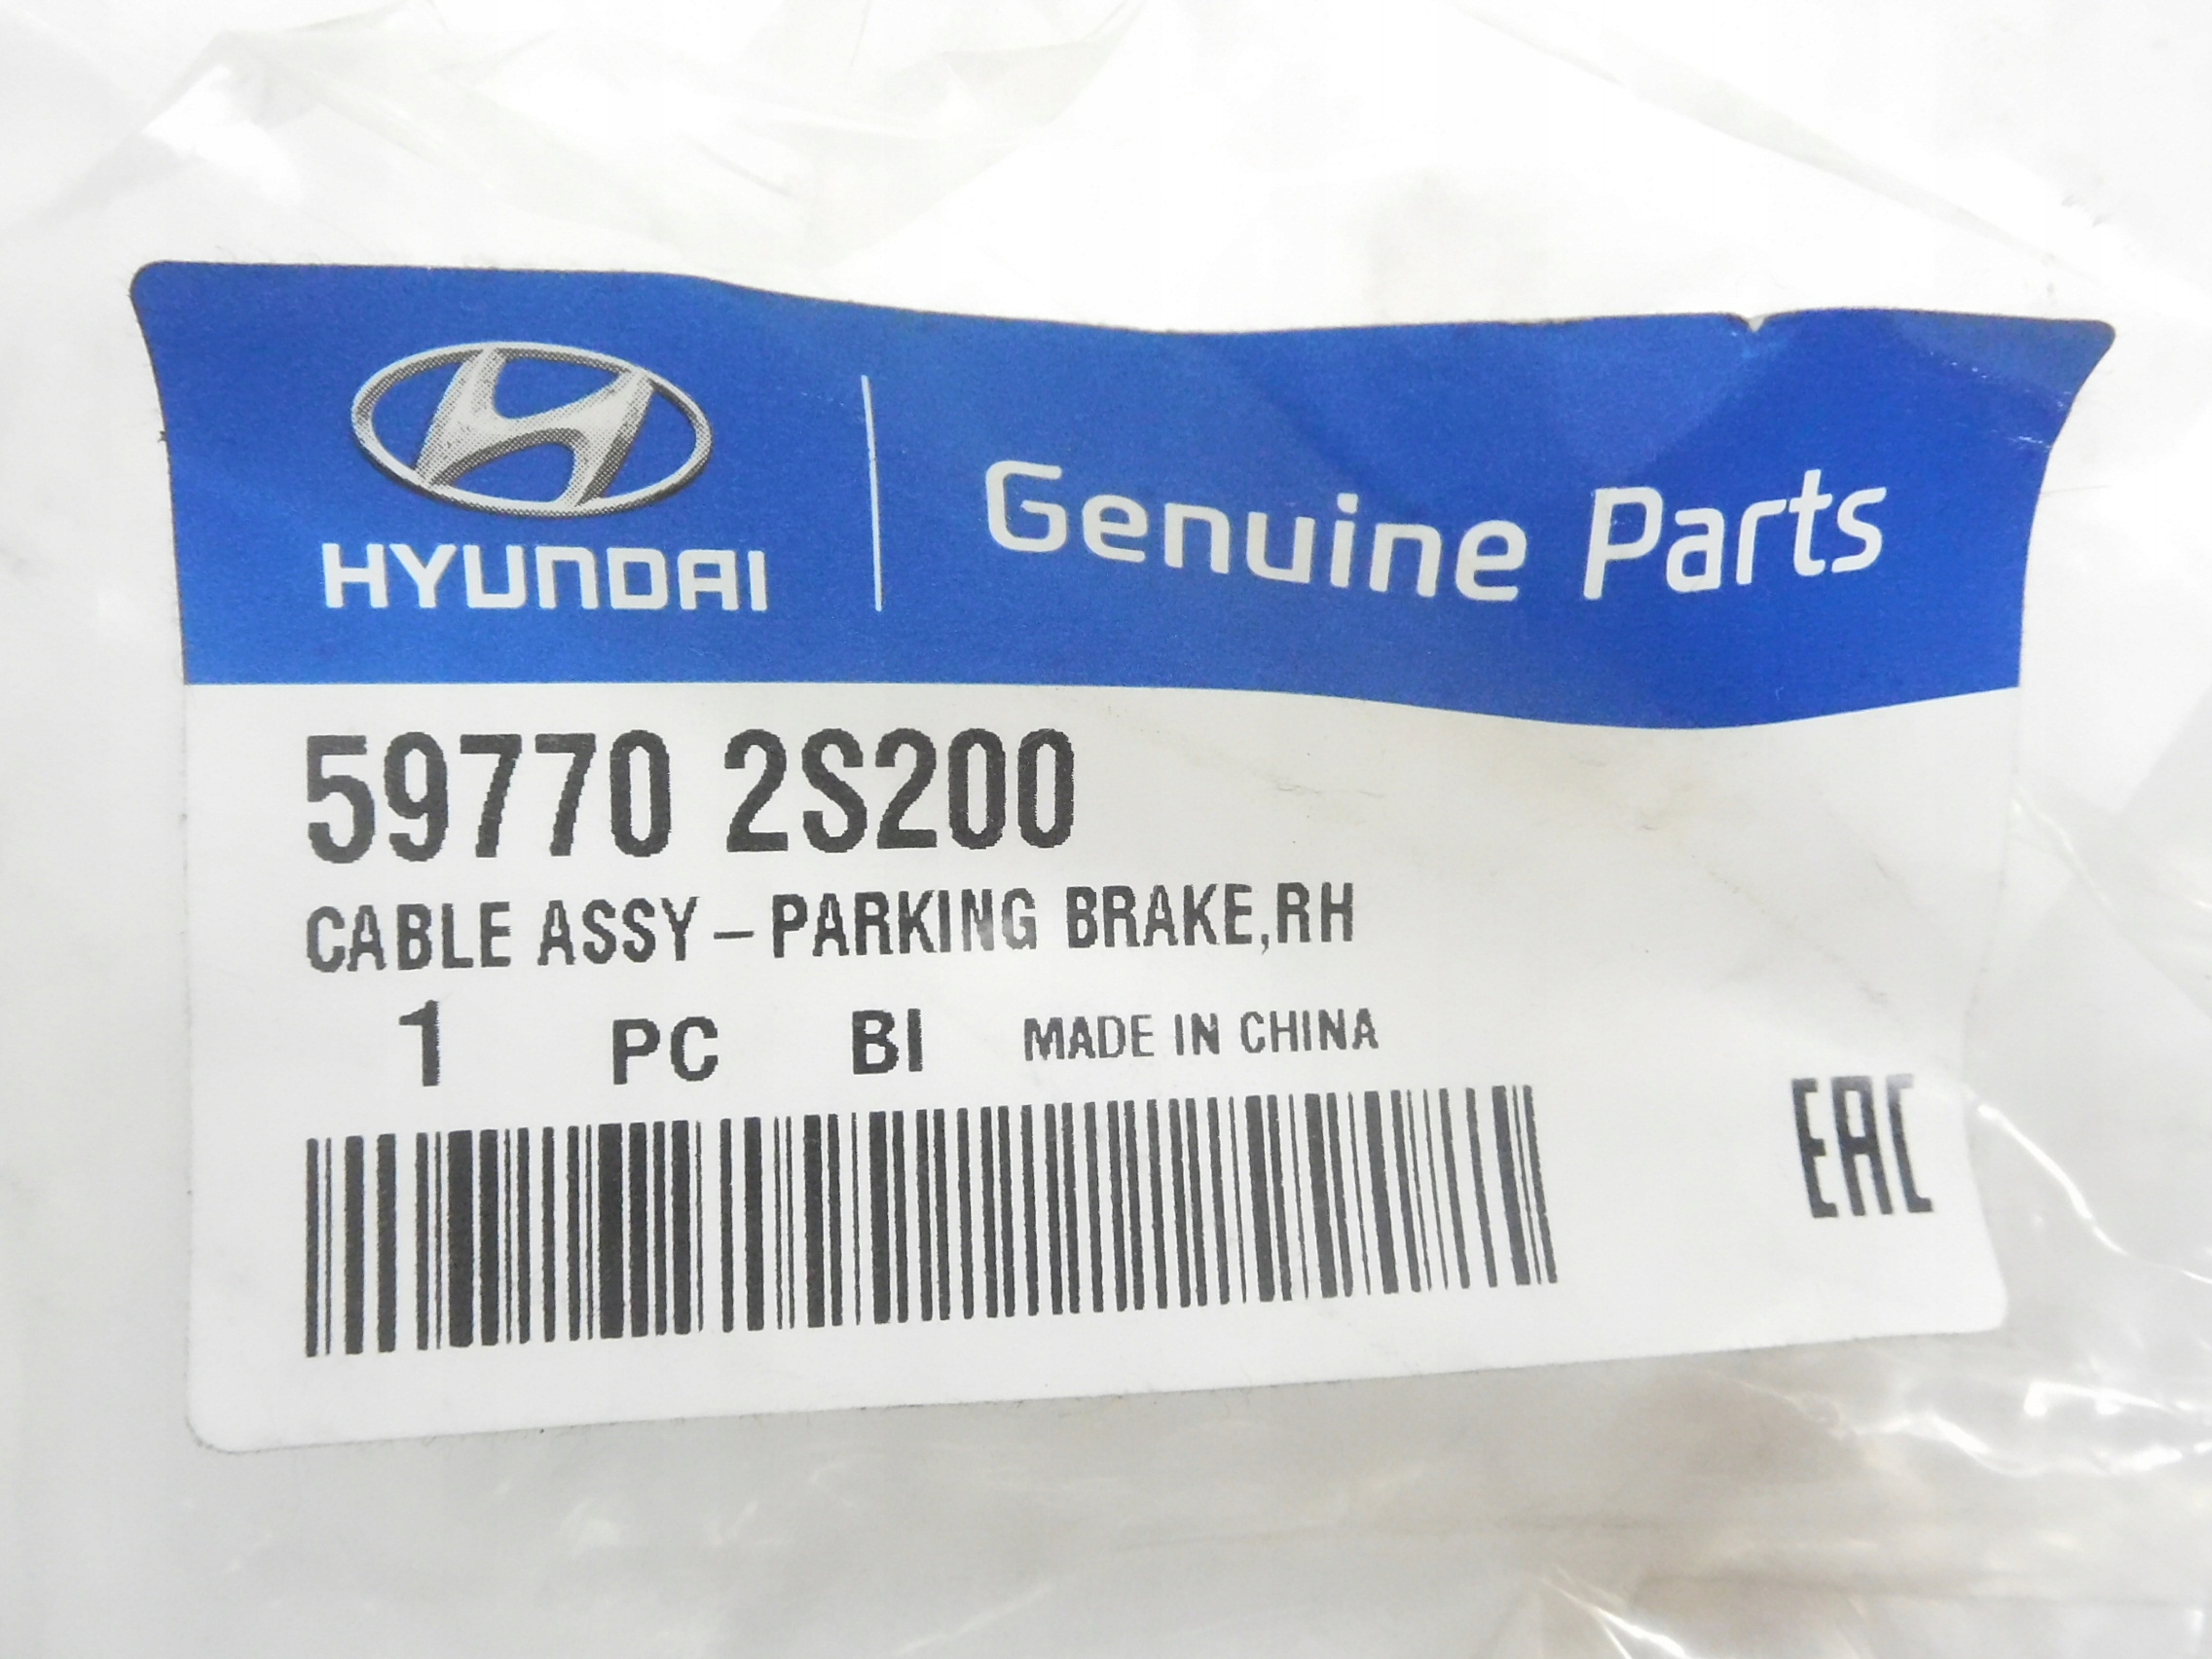 HYUNDAI
Genuine Parts
59770 2S200
CABLE ASSY-PARKING BRAKE,RH
1 PC BI MADE IN CHINA
EAC